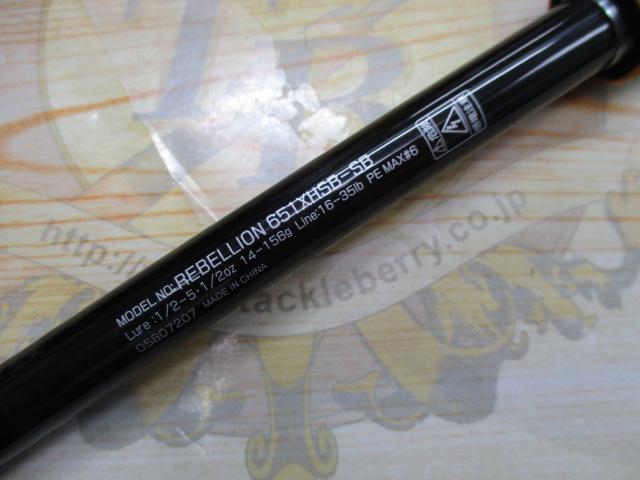 MODEL NO:REBELLION 651XHSB-SB
Lure:1/2-5·1/2oz 14-156g Line:16-35lb PE MAX#6
05807207 MADE IN CHINA
tackleberry.co.jp
http://
TB